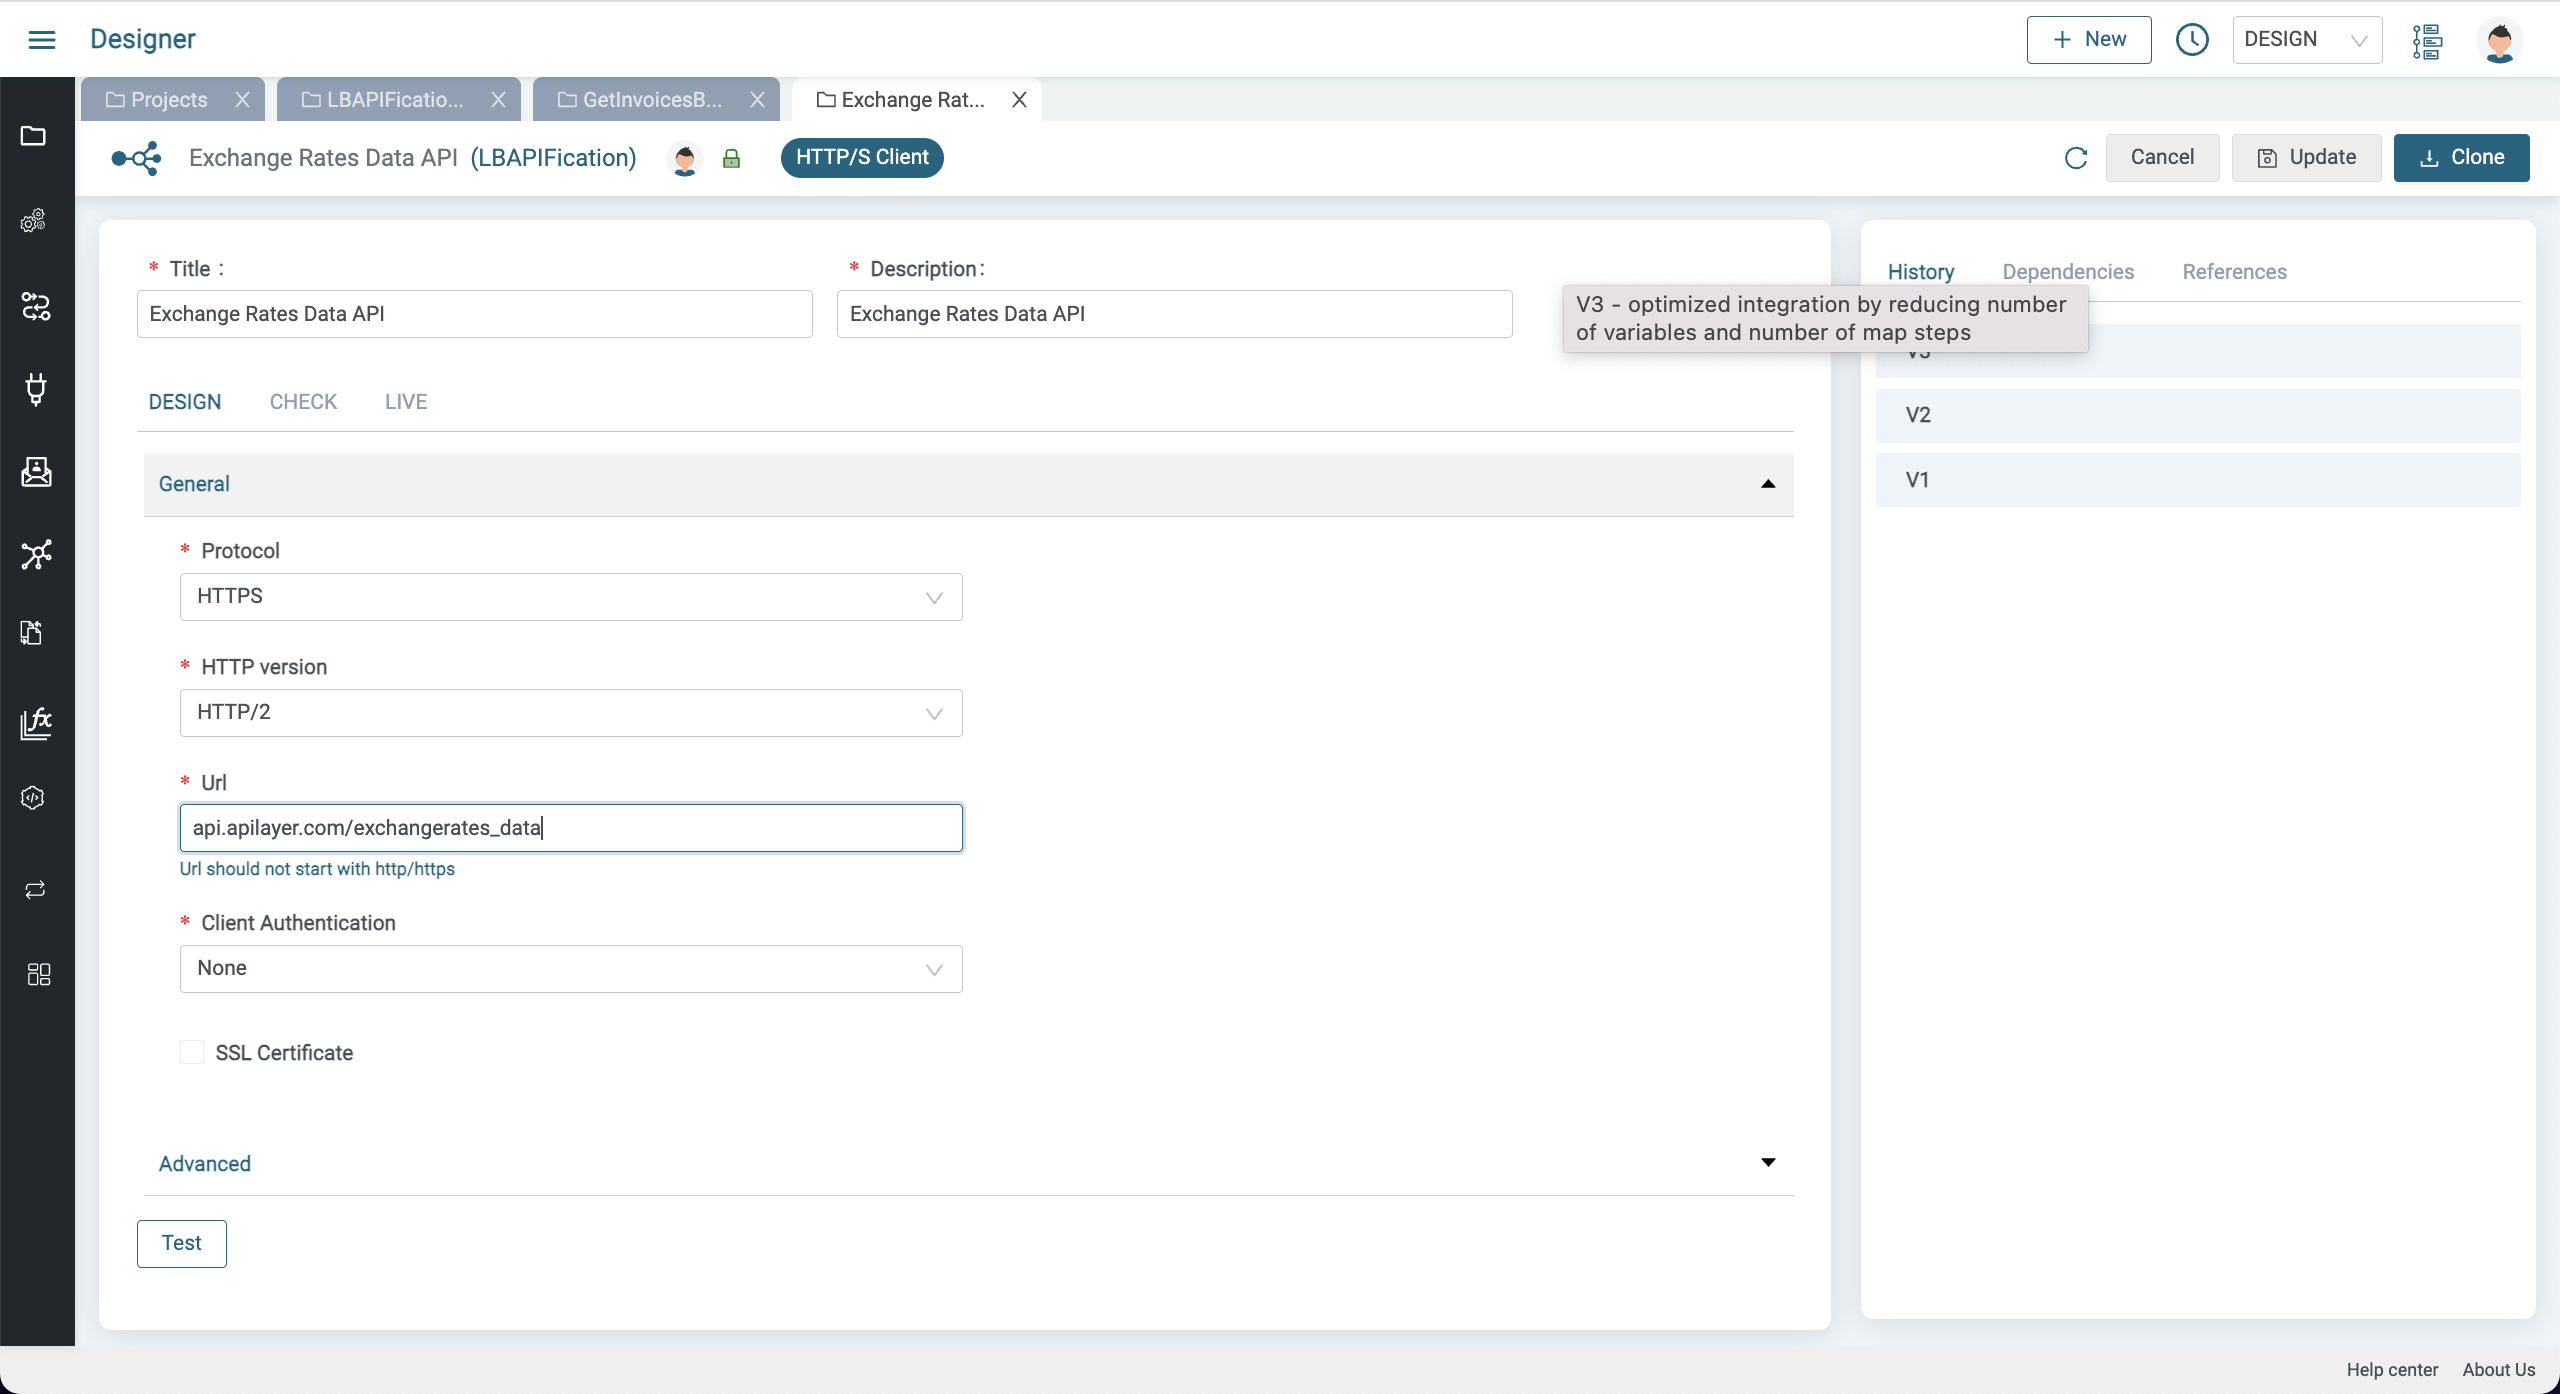 Designer
New
DESIGN
Projects
LBAPIFicatio...
GetInvoicesB...
Exchange Rat...
Exchange Rates Data API (LBAPIFication)
HTTP/S Client
Cancel
Update
Clone
* Title :
* Description:
Exchange Rates Data API
Exchange Rates Data API
History
Dependencies
References
V3 - optimized integration by reducing number
of variables and number of map steps
V3
V2
V1
DESIGN
CHECK
LIVE
General
* Protocol
HTTPS
* HTTP version
HTTP/2
* Url
api.apilayer.com/exchangerates_data
Url should not start with http/https
* Client Authentication
None
SSL Certificate
Advanced
Test
Help center
About Us